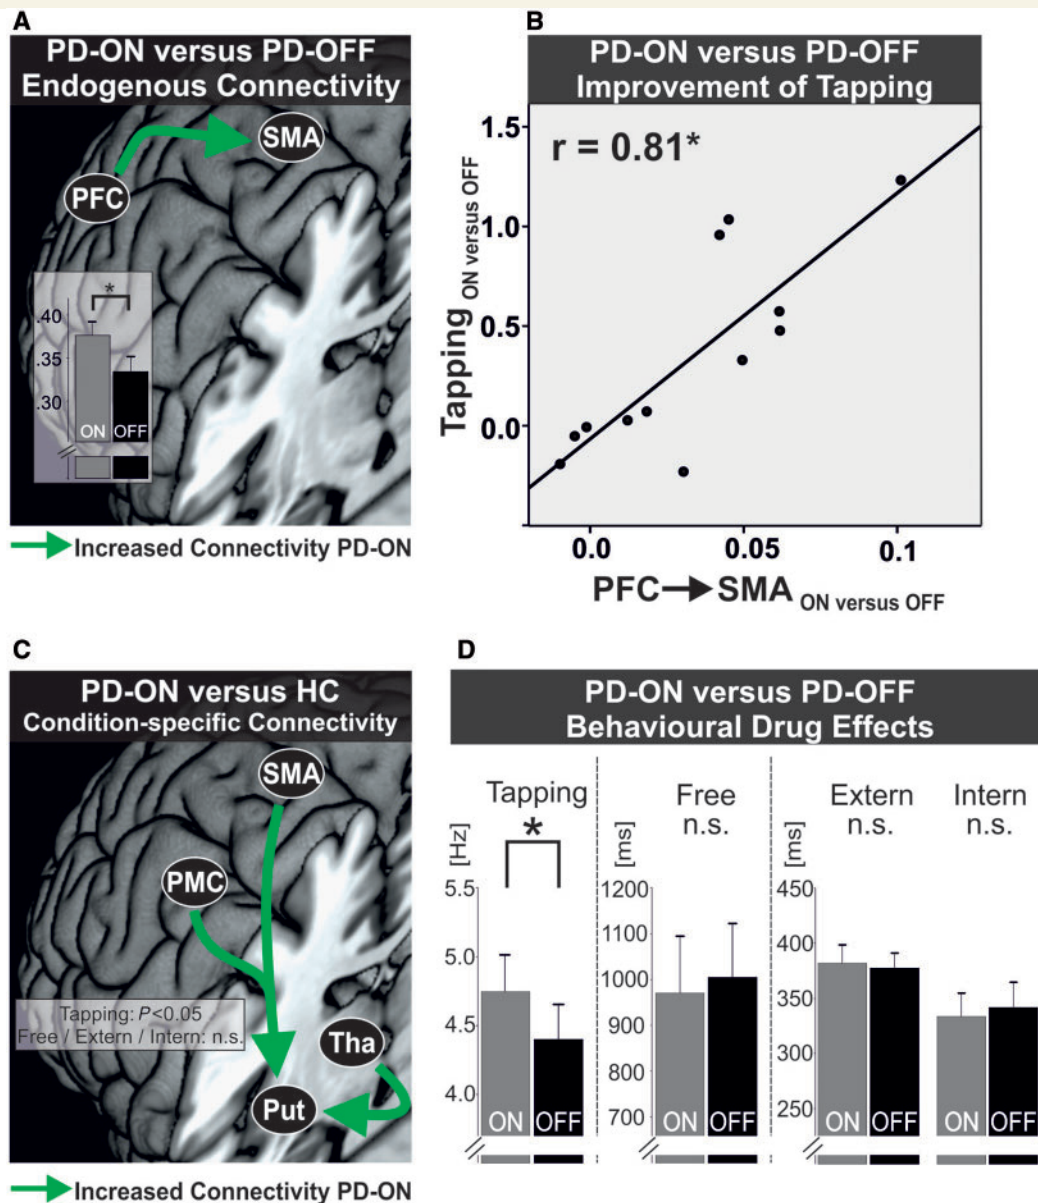 A
PD-ON versus PD-OFF
Endogenous Connectivity
SMA
PFC
*
.40
.35
.30
ON OFF
Increased Connectivity PD-ON
B
PD-ON versus PD-OFF
Improvement of Tapping
r = 0.81*
1.5
1.0
0.5
0.0
Tapping ON versus OFF
0.0 0.05 0.1
PFC→SMA ON versus OFF
C
PD-ON versus HC
Condition-specific Connectivity
SMA
PMC
Tapping: P<0.05
Free / Extern / Intern: n.s.
Tha
Put
Increased Connectivity PD-ON
D
PD-ON versus PD-OFF
Behavioural Drug Effects
Tapping
*
[Hz]
5.5
5.0
4.5
4.0
ON OFF
Free
n.s.
[ms]
1200
1100
1000
900
800
700
ON OFF
Extern
n.s.
Intern
n.s.
[ms]
450
400
350
300
250
ON OFF ON OFF